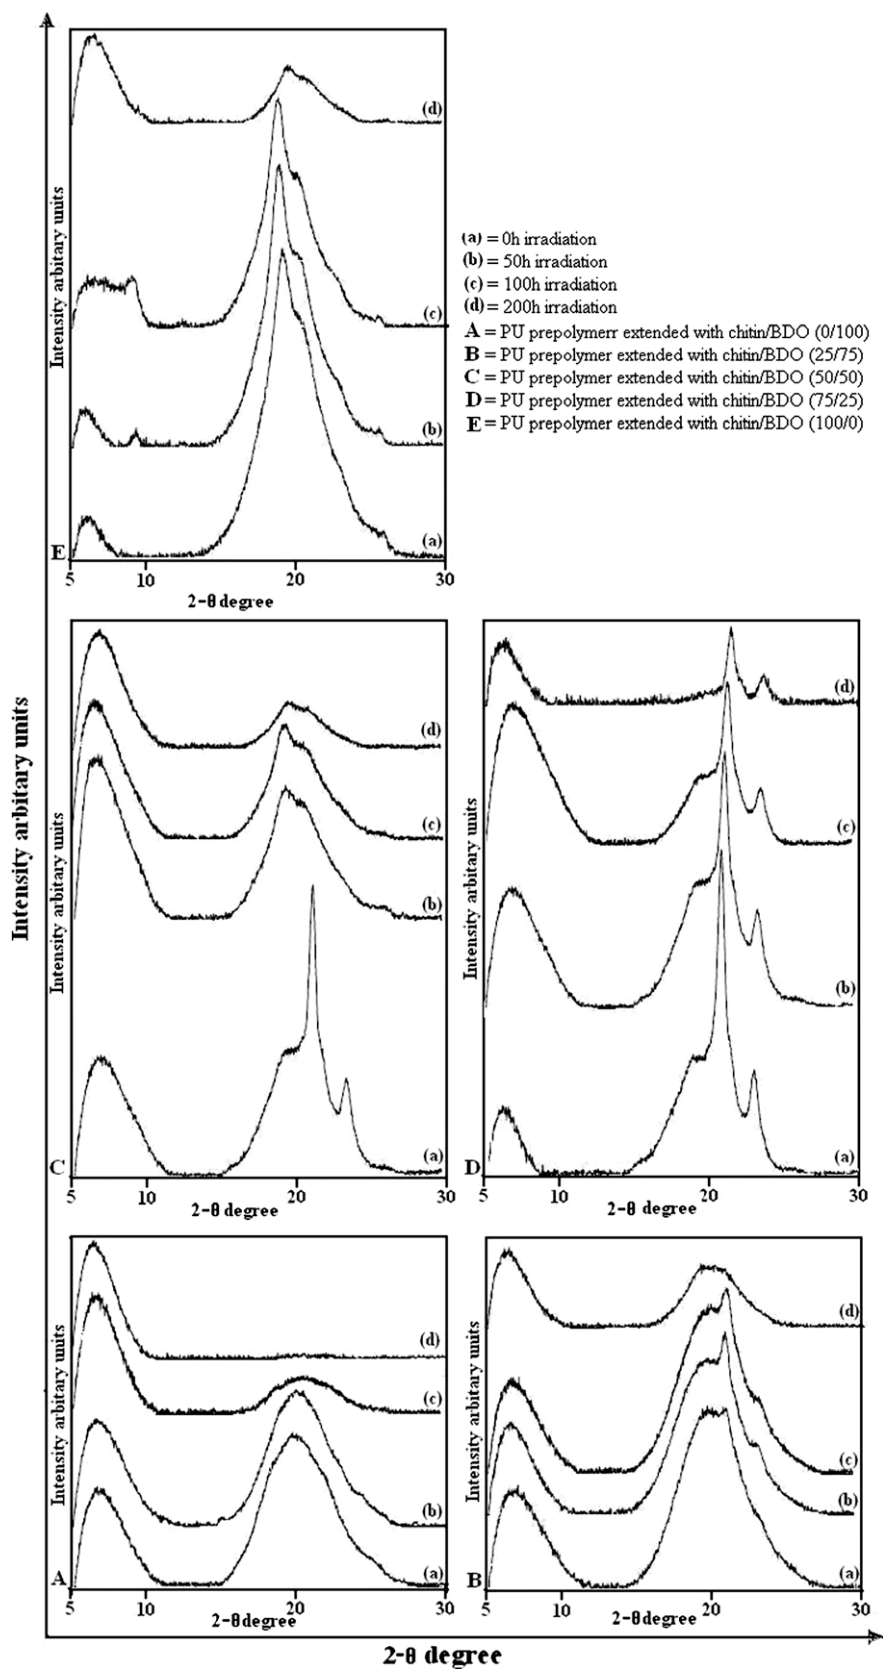 A
Intensity arbitary units
(d)
(c)
(b)
(a)
E
5 10 20 30
2-θ degree
(a) = 0h irradiation
(b) = 50h irradiation
(c) = 100h irradiation
(d) = 200h irradiation
A = PU prepolymerr extended with chitin/BDO (0/100)
B = PU prepolymer extended with chitin/BDO (25/75)
C = PU prepolymer extended with chitin/BDO (50/50)
D = PU prepolymer extended with chitin/BDO (75/25)
E = PU prepolymer extended with chitin/BDO (100/0)
Intensity arbitary units
Intensity arbitary units
(d)
(c)
(b)
(a)
C
5 10 20 30
2-θ degree
Intensity arbitary units
(d)
(c)
(b)
(a)
D
5 10 20 30
2-θ degree
Intensity arbitary units
(d)
(c)
(b)
(a)
A
5 10 20 30
2-θ degree
Intensity arbitary units
(d)
(c)
(b)
(a)
B
5 10 20 30
2-θ degree
2-θ degree